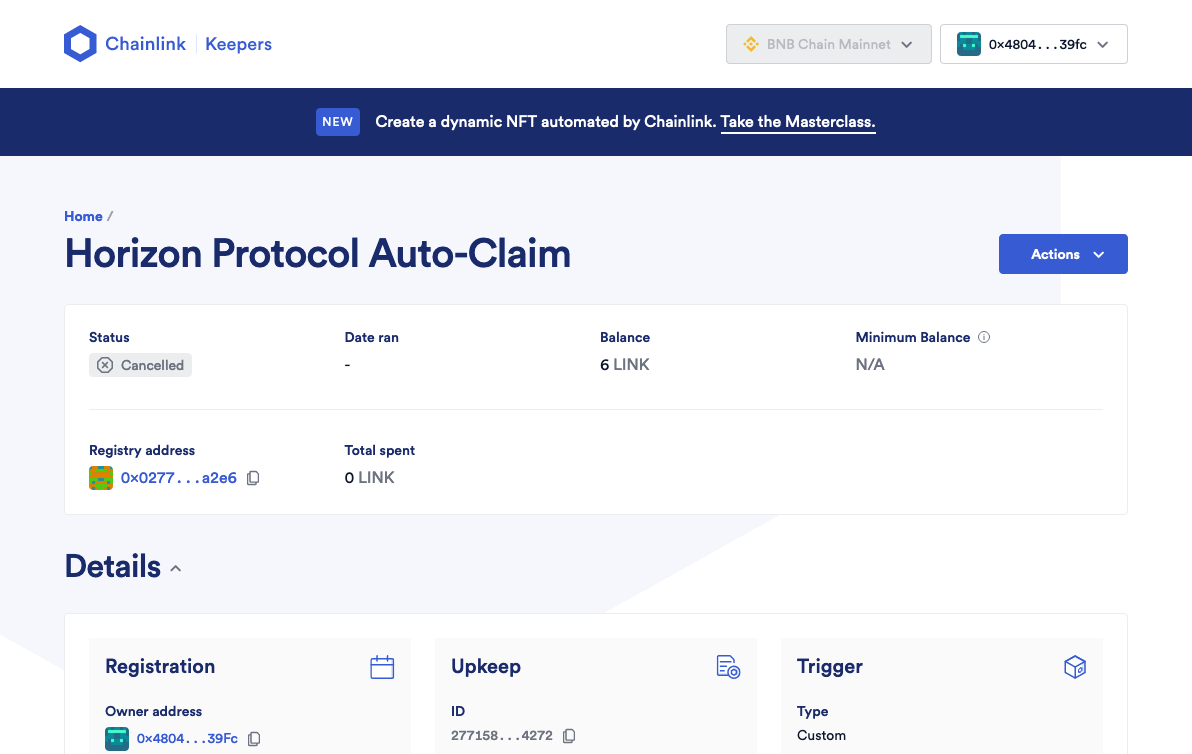 Chainlink | Keepers
BNB Chain Mainnet
0x4804...39fc
NEW Create a dynamic NFT automated by Chainlink. Take the Masterclass.
Home /
Horizon Protocol Auto-Claim
Actions
Status Date ran Balance Minimum Balance
Cancelled - 6 LINK N/A
Registry address Total spent
0x0277...a2e6 0 LINK
Details
Registration Upkeep Trigger
Owner address ID Type
0x4804...39Fc 277158...4272 Custom